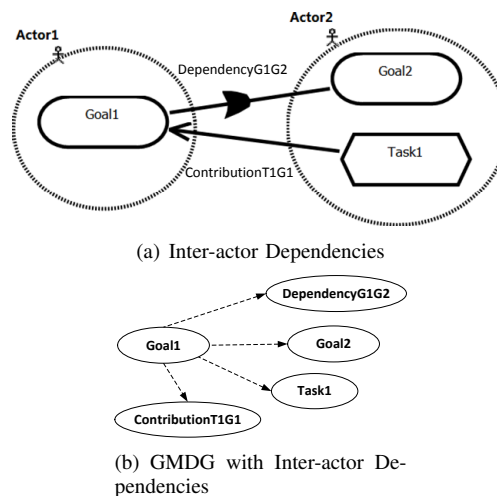 Actor1
Actor2
DependencyG1G2
Goal2
Goal1
Task1
ContributionT1G1
(a) Inter-actor Dependencies
DependencyG1G2
Goal1
Goal2
Task1
ContributionT1G1
(b) GMDG with Inter-actor De-
pendencies